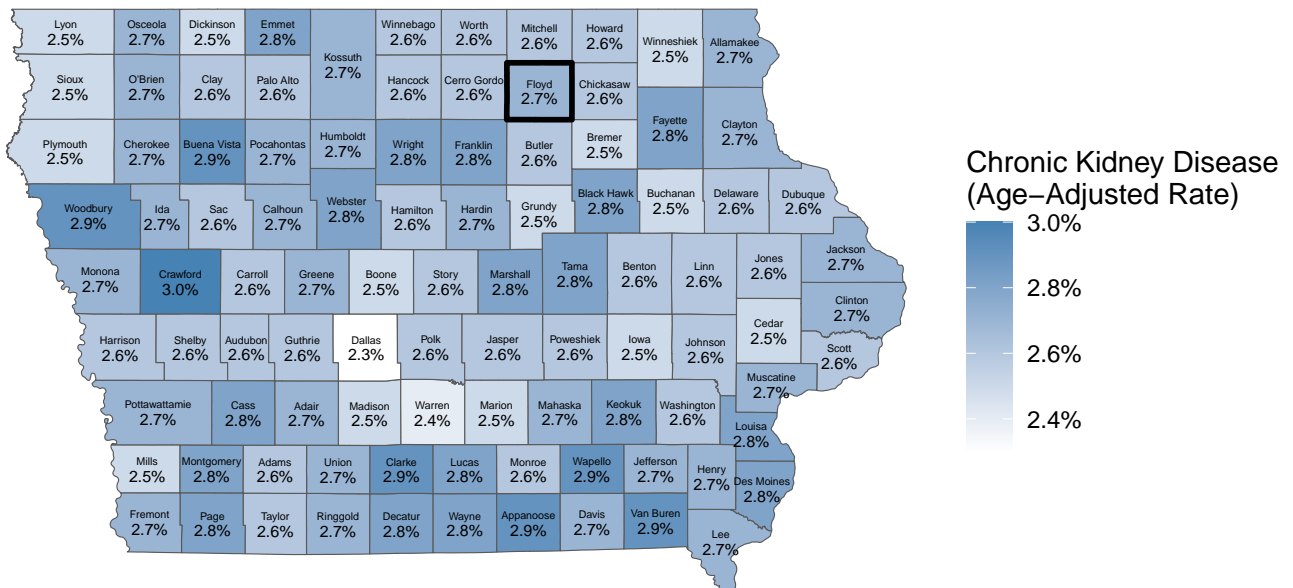 Lyon
2.5%
Osceola
2.7%
Dickinson
2.5%
Emmet
2.8%
Kossuth
2.7%
Winnebago
2.6%
Worth
2.6%
Mitchell
2.6%
Howard
2.6%
Winneshiek
2.5%
Allamakee
2.7%
Sioux
2.5%
O'Brien
2.7%
Clay
2.6%
Palo Alto
2.6%
Hancock
2.6%
Cerro Gordo
2.6%
Floyd
2.7%
Chickasaw
2.6%
Fayette
2.8%
Clayton
2.7%
Plymouth
2.5%
Cherokee
2.7%
Buena Vista
2.9%
Pocahontas
2.7%
Humboldt
2.7%
Wright
2.8%
Franklin
2.8%
Butler
2.6%
Bremer
2.5%
Woodbury
2.9%
Ida
2.7%
Sac
2.6%
Calhoun
2.7%
Webster
2.8%
Hamilton
2.6%
Hardin
2.7%
Grundy
2.5%
Black Hawk
2.8%
Buchanan
2.5%
Delaware
2.6%
Dubuque
2.6%
Monona
2.7%
Crawford
3.0%
Carroll
2.6%
Greene
2.7%
Boone
2.5%
Story
2.6%
Marshall
2.8%
Tama
2.8%
Benton
2.6%
Linn
2.6%
Jones
2.6%
Jackson
2.7%
Clinton
2.7%
Harrison
2.6%
Shelby
2.6%
Audubon
2.6%
Guthrie
2.6%
Dallas
2.3%
Polk
2.6%
Jasper
2.6%
Poweshiek
2.6%
Iowa
2.5%
Johnson
2.6%
Cedar
2.5%
Scott
2.6%
Muscatine
2.7%
Pottawattamie
2.7%
Cass
2.8%
Adair
2.7%
Madison
2.5%
Warren
2.4%
Marion
2.5%
Mahaska
2.7%
Keokuk
2.8%
Washington
2.6%
Louisa
2.8%
Mills
2.5%
Montgomery
2.8%
Adams
2.6%
Union
2.7%
Clarke
2.9%
Lucas
2.8%
Monroe
2.6%
Wapello
2.9%
Jefferson
2.7%
Henry
2.7%
Des Moines
2.8%
Fremont
2.7%
Page
2.8%
Taylor
2.6%
Ringgold
2.7%
Decatur
2.8%
Wayne
2.8%
Appanoose
2.9%
Davis
2.7%
Van Buren
2.9%
Lee
2.7%
Chronic Kidney Disease
(Age−Adjusted Rate)
3.0%
2.8%
2.6%
2.4%